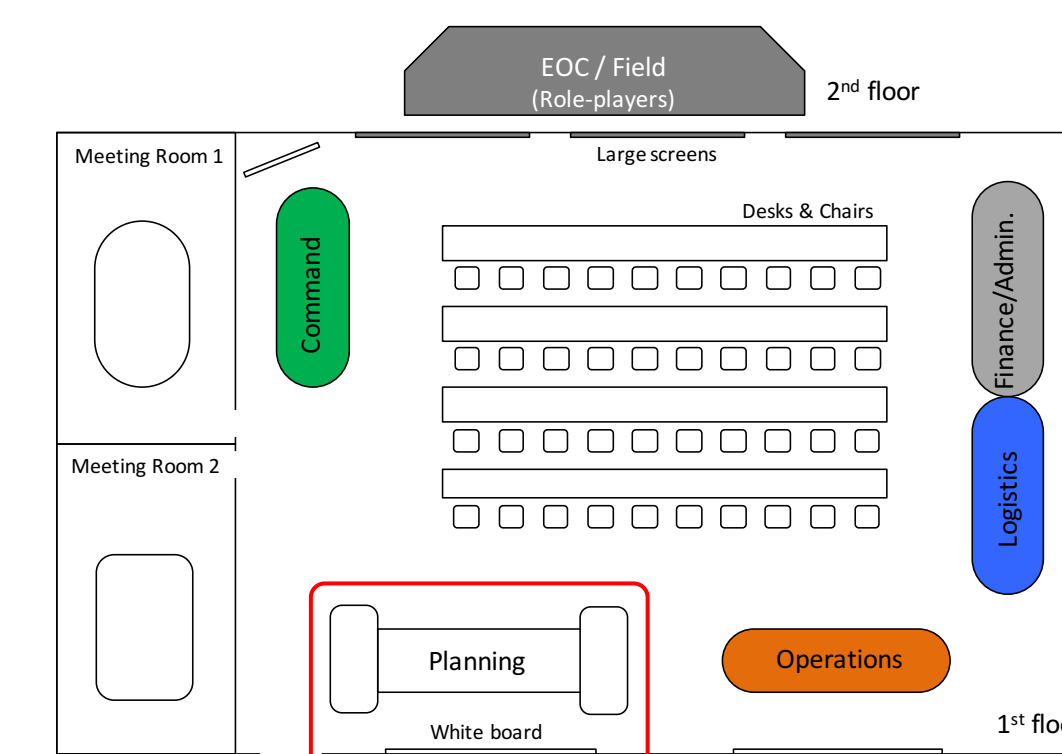 EOC / Field
(Role-players)
2nd floor
Meeting Room 1
Large screens
Desks & Chairs
Command
Finance/Admin.
Meeting Room 2
Logistics
Planning
Operations
White board
1st